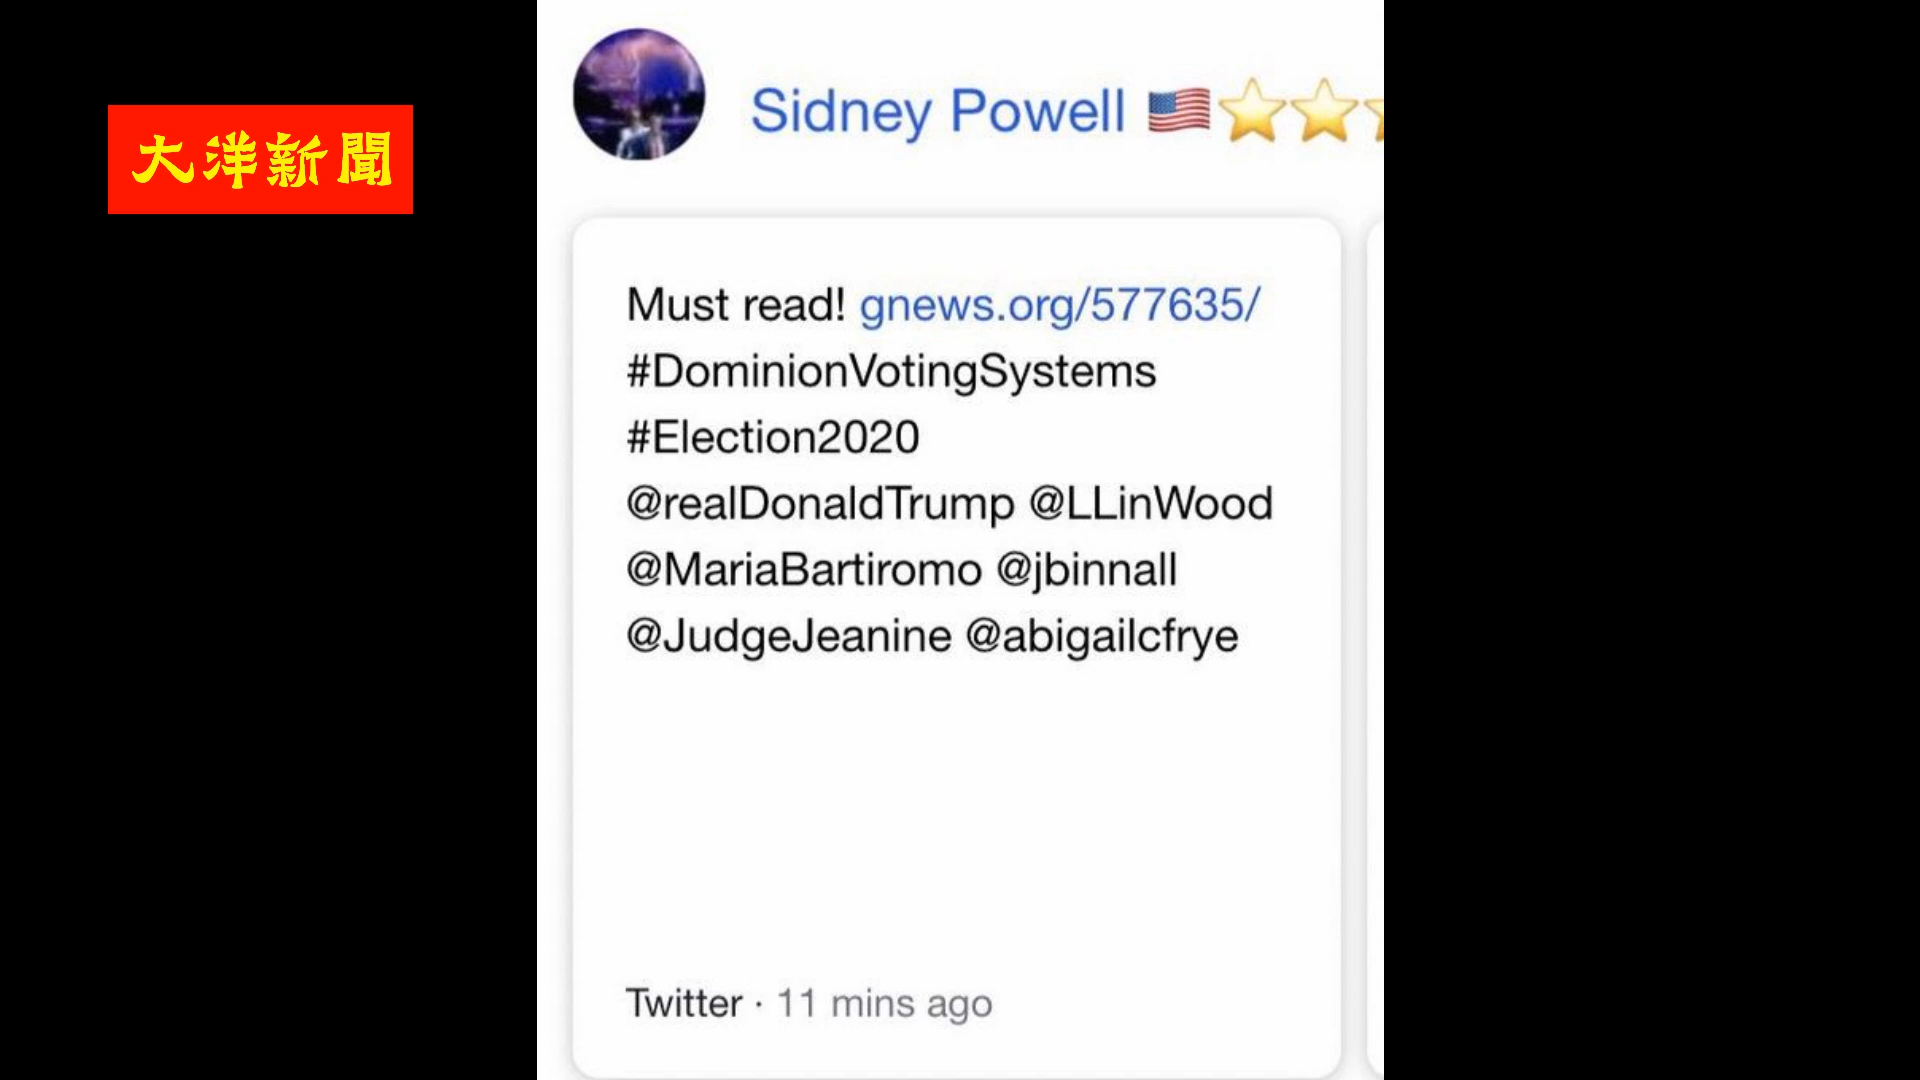 大洋新聞
Sidney Powell 🇺🇸⭐⭐⭐
Must read! gnews.org/577635/
#DominionVotingSystems
#Election2020
@realDonaldTrump @LLinWood
@MariaBartiromo @jbinnall
@JudgeJeanine @abigailcfrye
Twitter · 11 mins ago